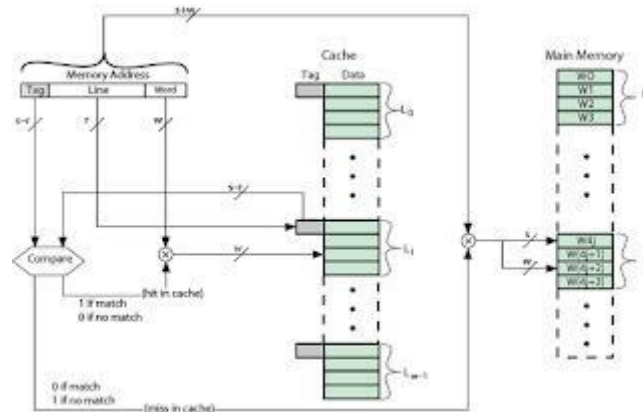 s+w
Cache
Main Memory
Memory Address
Tag Data
Tag Line Word
W0
W1
W2
W3
L0
s-r r w
s-r
s
W4j
w
w
Li
W(4j+1)
W(4j+2)
W(4j+3)
Compare
(hit in cache)
1 if match
0 if no match
Lm-1
0 if match
1 if no match
(miss in cache)